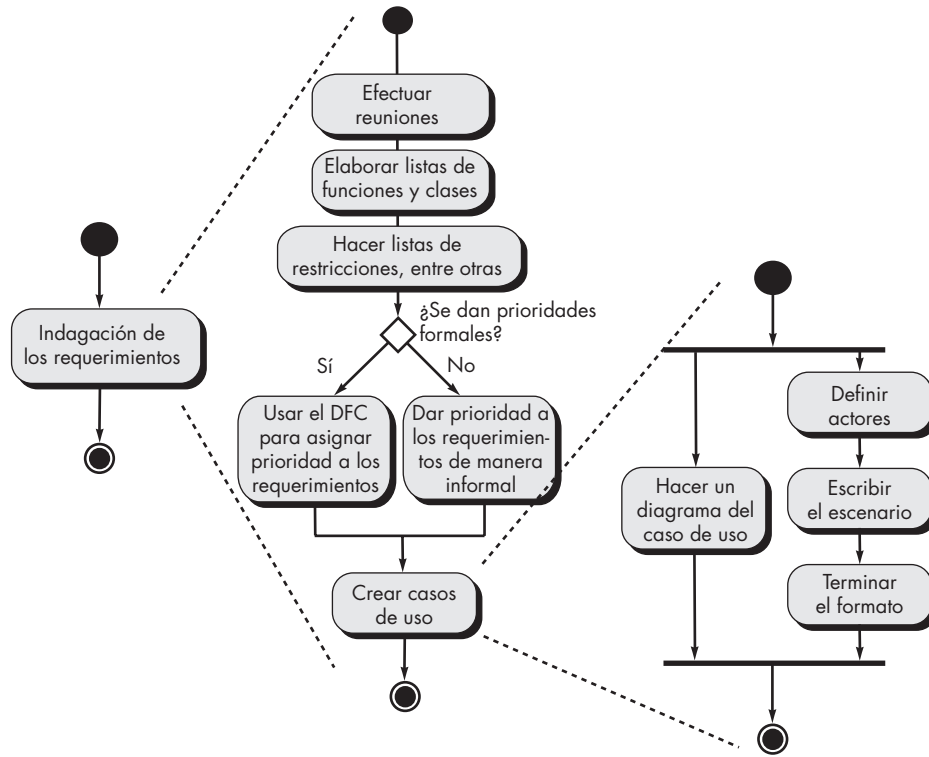 Indagación de
los requerimientos
Efectuar
reuniones
Elaborar listas de
funciones y clases
Hacer listas de
restricciones, entre otras
¿Se dan prioridades
formales?
Sí
No
Usar el DFC
para asignar
prioridad a los
requerimientos
Dar prioridad a
los requerimien-
tos de manera
informal
Crear casos
de uso
Hacer un
diagrama del
caso de uso
Definir
actores
Escribir
el escenario
Terminar
el formato